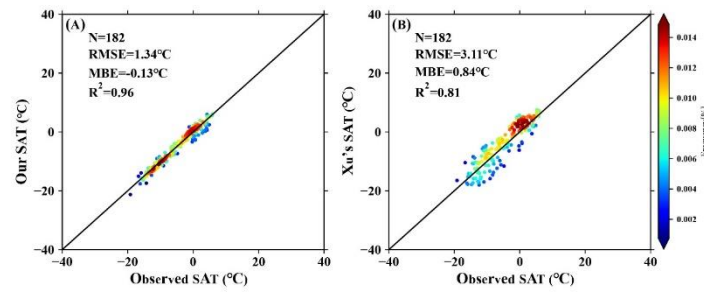 (A)
N=182
RMSE=1.34℃
MBE=-0.13℃
R²=0.96
40
20
0
−20
−40
−40 −20 0 20 40
Our SAT (℃)
Observed SAT (℃)
(B)
N=182
RMSE=3.11℃
MBE=0.84℃
R²=0.81
40
20
0
−20
−40
−40 −20 0 20 40
Xu's SAT (℃)
Observed SAT (℃)
0.014
0.012
0.010
0.008
0.006
0.004
0.002